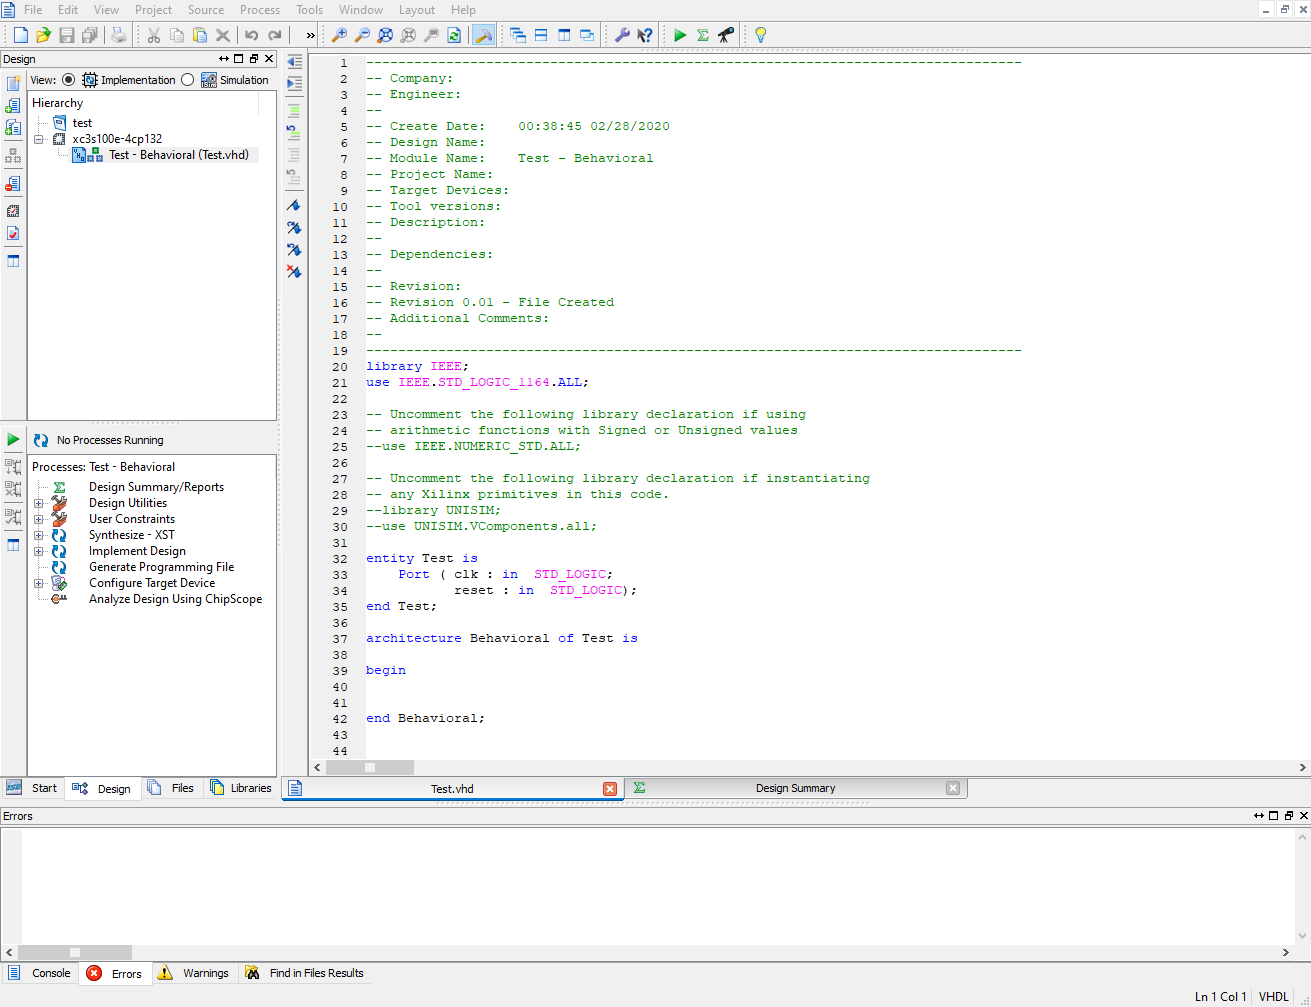 File Edit View Project Source Process Tools Window Layout Help
Design
View: Implementation Simulation
Hierarchy
test
xc3s100e-4cp132
Test - Behavioral (Test.vhd)
No Processes Running
Processes: Test - Behavioral
Design Summary/Reports
Design Utilities
User Constraints
Synthesize - XST
Implement Design
Generate Programming File
Configure Target Device
Analyze Design Using ChipScope
Start Design Files Libraries
1 --------------------------------------------------------------------------------
2 -- Company:
3 -- Engineer:
4 --
5 -- Create Date:    00:38:45 02/28/2020
6 -- Design Name:
7 -- Module Name:    Test - Behavioral
8 -- Project Name:
9 -- Target Devices:
10 -- Tool versions:
11 -- Description:
12 --
13 -- Dependencies:
14 --
15 -- Revision:
16 -- Revision 0.01 - File Created
17 -- Additional Comments:
18 --
19 --------------------------------------------------------------------------------
20 library IEEE;
21 use IEEE.STD_LOGIC_1164.ALL;
22
23 -- Uncomment the following library declaration if using
24 -- arithmetic functions with Signed or Unsigned values
25 --use IEEE.NUMERIC_STD.ALL;
26
27 -- Uncomment the following library declaration if instantiating
28 -- any Xilinx primitives in this code.
29 --library UNISIM;
30 --use UNISIM.VComponents.all;
31
32 entity Test is
33     Port ( clk : in  STD_LOGIC;
34            reset : in  STD_LOGIC);
35 end Test;
36
37 architecture Behavioral of Test is
38
39 begin
40
41
42 end Behavioral;
43
44
Test.vhd Design Summary
Errors
Console Errors Warnings Find in Files Results
Ln 1 Col 1 VHDL